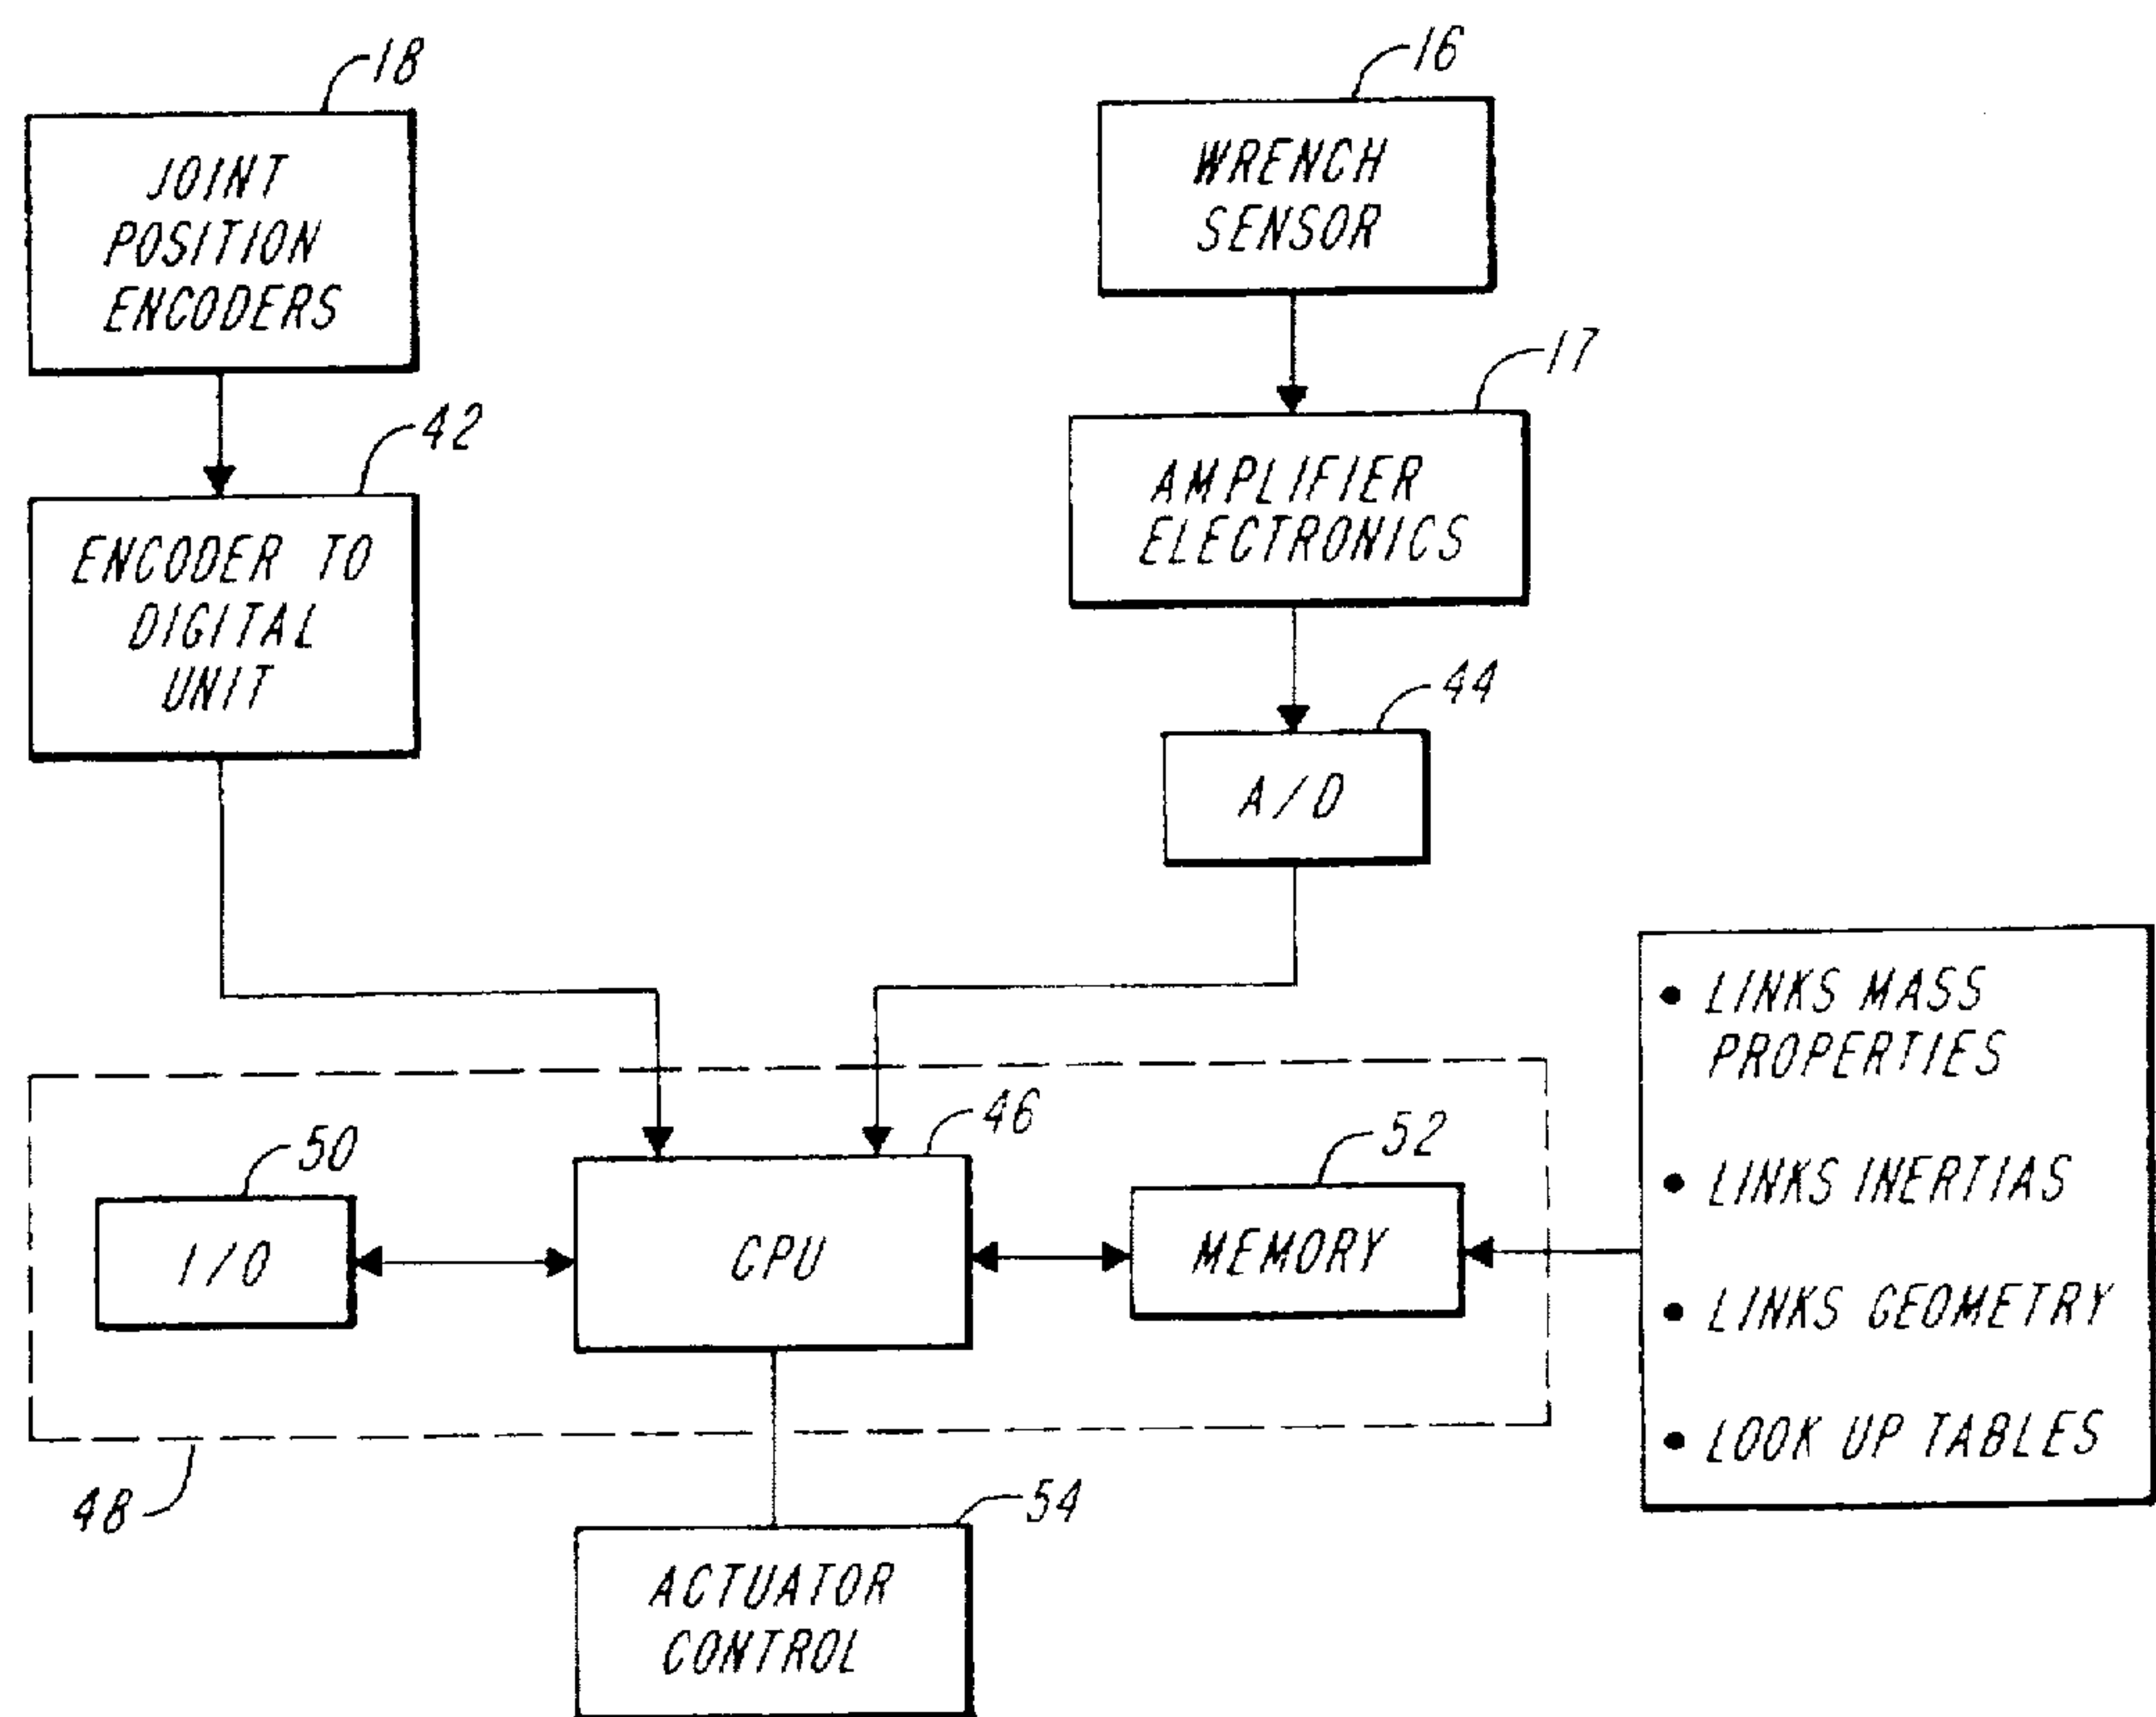 18
JOINT
POSITION
ENCODERS
16
WRENCH
SENSOR
42
ENCODER TO
DIGITAL
UNIT
17
AMPLIFIER
ELECTRONICS
44
A/D
• LINKS MASS
PROPERTIES
• LINKS INERTIAS
• LINKS GEOMETRY
• LOOK UP TABLES
50
I/O
46
CPU
52
MEMORY
48
54
ACTUATOR
CONTROL